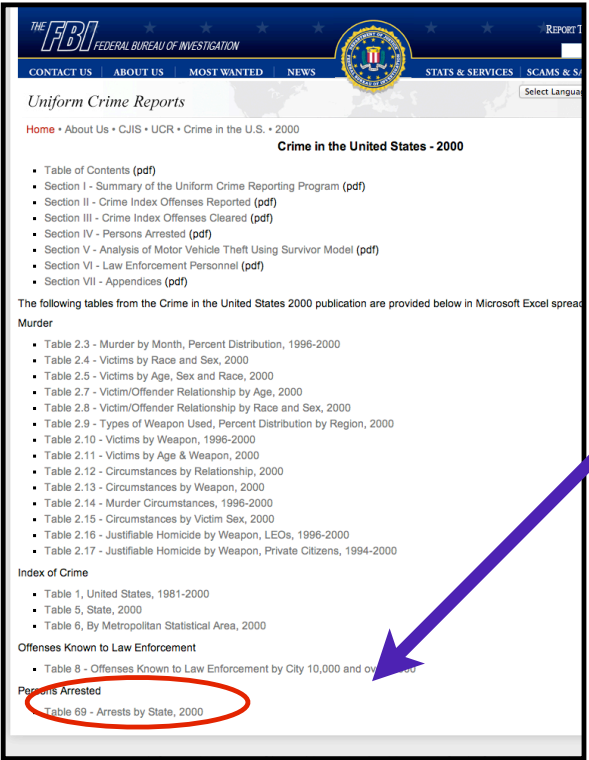 THE FBI FEDERAL BUREAU OF INVESTIGATION
REPORT
CONTACT US | ABOUT US | MOST WANTED | NEWS STATS & SERVICES | SCAMS &
Uniform Crime Reports
Select
Home • About Us • CJIS • UCR • Crime in the U.S. • 2000
Crime in the United States - 2000
Table of Contents (pdf)
Section I - Summary of the Uniform Crime Reporting Program (pdf)
Section II - Crime Index Offenses Reported (pdf)
Section III - Crime Index Offenses Cleared (pdf)
Section IV - Persons Arrested (pdf)
Section V - Analysis of Motor Vehicle Theft Using Survivor Model (pdf)
Section VI - Law Enforcement Personnel (pdf)
Section VII - Appendices (pdf)
The following tables from the Crime in the United States 2000 publication are provided below in Microsoft Excel
Murder
Table 2.3 - Murder by Month, Percent Distribution, 1996-2000
Table 2.4 - Victims by Race and Sex, 2000
Table 2.5 - Victims by Age, Sex and Race, 2000
Table 2.7 - Victim/Offender Relationship by Age, 2000
Table 2.8 - Victim/Offender Relationship by Race and Sex, 2000
Table 2.9 - Types of Weapon Used, Percent Distribution by Region, 2000
Table 2.10 - Victims by Weapon, 1996-2000
Table 2.11 - Victims by Age & Weapon, 2000
Table 2.12 - Circumstances by Relationship, 2000
Table 2.13 - Circumstances by Weapon, 2000
Table 2.14 - Murder Circumstances, 1996-2000
Table 2.15 - Circumstances by Victim Sex, 2000
Table 2.16 - Justifiable Homicide by Weapon, LEOs, 1996-2000
Table 2.17 - Justifiable Homicide by Weapon, Private Citizens, 1994-2000
Index of Crime
Table 1, United States, 1981-2000
Table 5, State, 2000
Table 6, By Metropolitan Statistical Area, 2000
Offenses Known to Law Enforcement
Table 8 - Offenses Known to Law Enforcement by City 10,000 and
Persons Arrested
Table 69 - Arrests by State, 2000